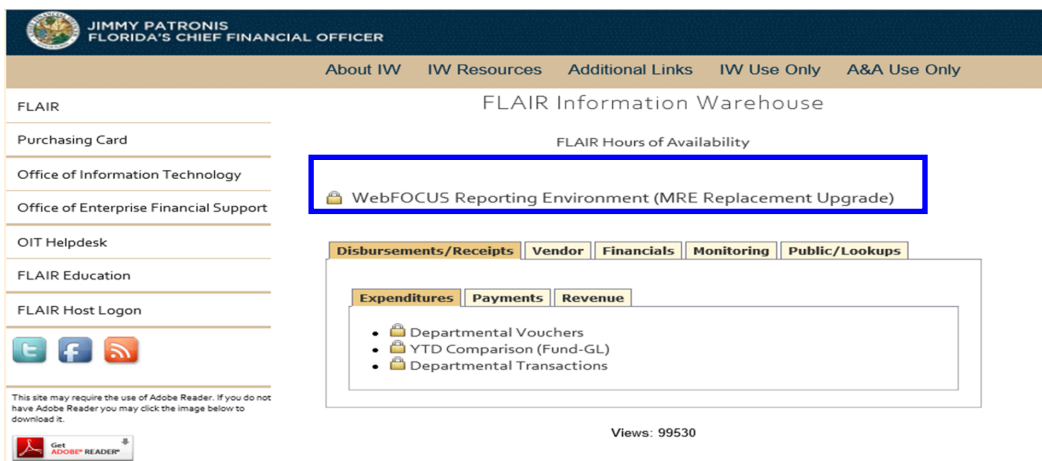 JIMMY PATRONIS
FLORIDA'S CHIEF FINANCIAL OFFICER
About IW IW Resources Additional Links IW Use Only A&A Use Only
FLAIR
Purchasing Card
Office of Information Technology
Office of Enterprise Financial Support
OIT Helpdesk
FLAIR Education
FLAIR Host Logon
This site may require the use of Adobe Reader. If you do not
have Adobe Reader you may click the image below to
download it.
Get
ADOBE® READER®
FLAIR Information Warehouse
FLAIR Hours of Availability
WebFOCUS Reporting Environment (MRE Replacement Upgrade)
Disbursements/Receipts Vendor Financials Monitoring Public/Lookups
Expenditures Payments Revenue
• Departmental Vouchers
• YTD Comparison (Fund-GL)
• Departmental Transactions
Views: 99530